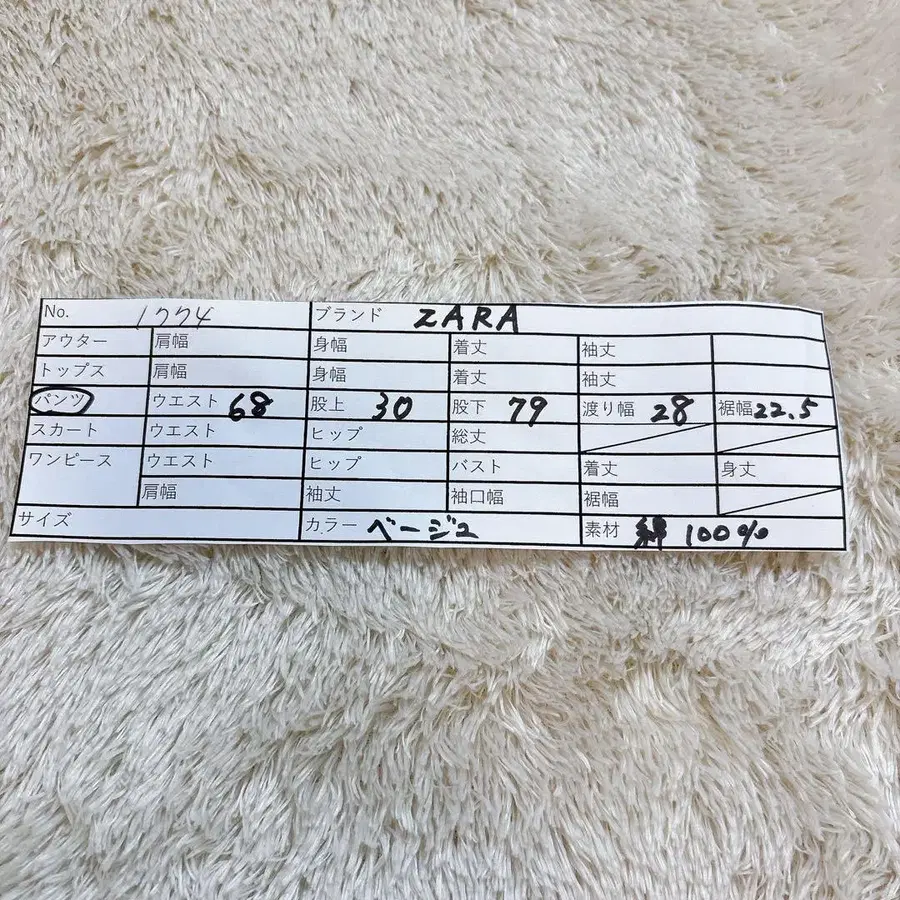 No. 1774 ブランド ZARA
アウター 肩幅 身幅 着丈 袖丈
トップス 肩幅 身幅 着丈 袖丈
パンツ ウエスト 68 股上 30 股下 79 渡り幅 28 裾幅 22.5
スカート ウエスト ヒップ 総丈
ワンピース ウエスト ヒップ バスト 着丈 身丈
肩幅 袖丈 袖口幅 裾幅
サイズ カラー ベージュ 素材 綿 100%